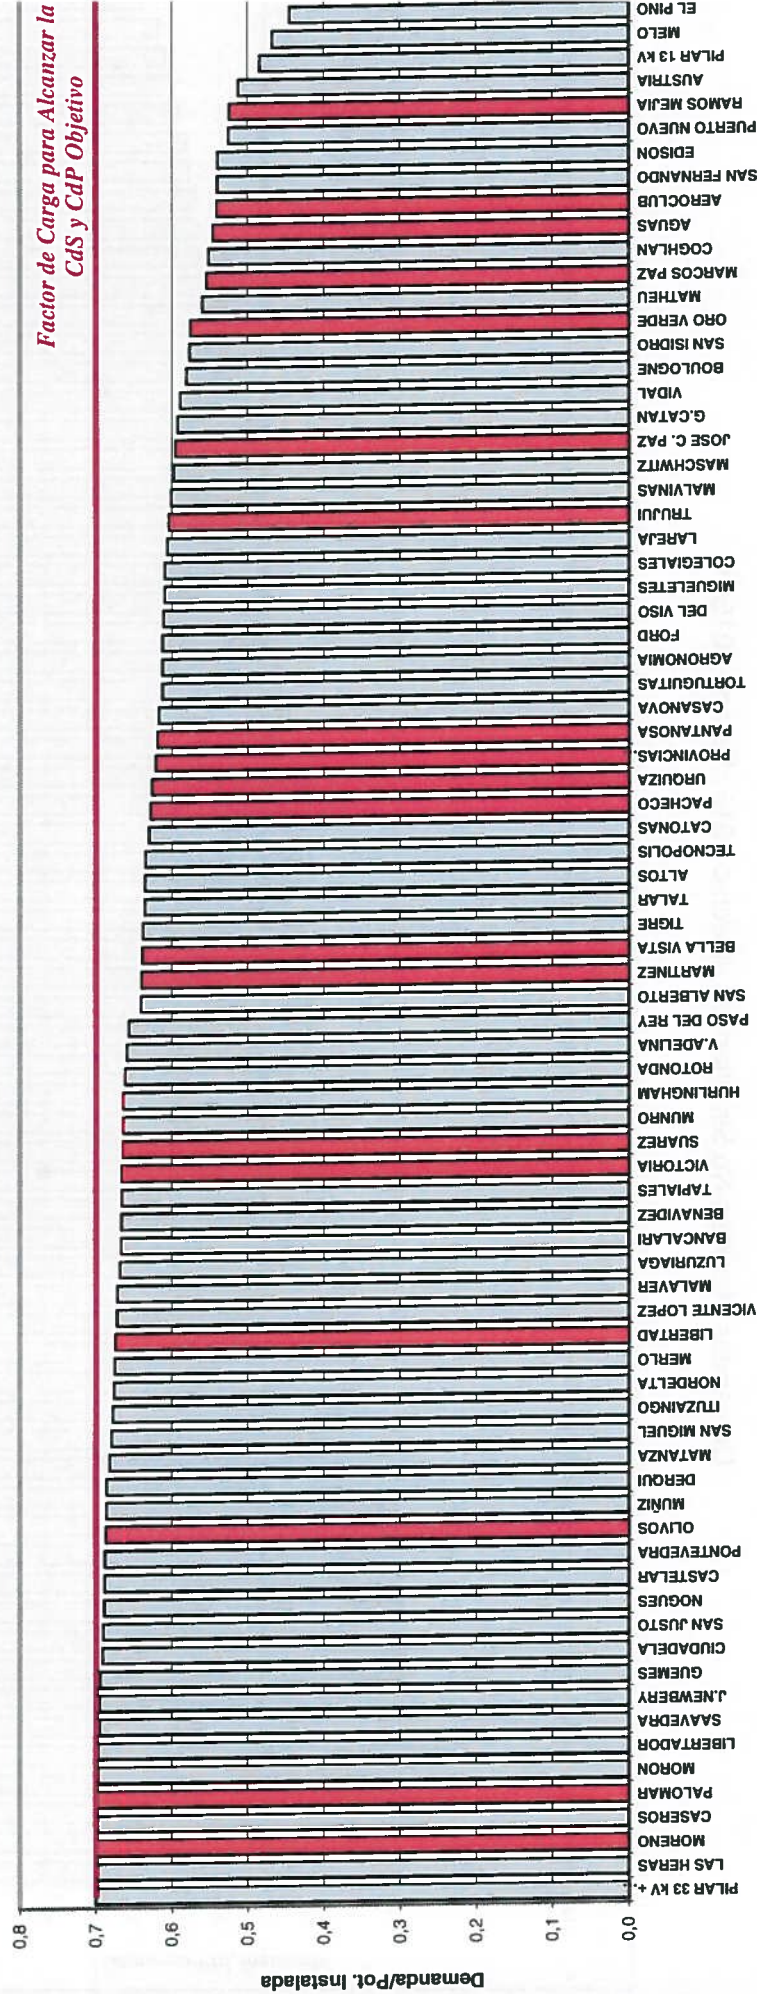 Factor de Carga para Alcanzar la
CdS y CdP Objetivo
Demanda/Pot. Instalada
0,8
0,7
0,6
0,5
0,4
0,3
0,2
0,1
0,0
PILAR 33 kV +.
LAS HERAS
MORENO
CASEROS
PALOMAR
MORON
LIBERTADOR
SAAVEDRA
J.NEWBERY
GUEMES
CIUDADELA
SAN JUSTO
NOGUES
CASTELAR
PONTEVEDRA
OLIVOS
MUÑIZ
DERQUI
MATANZA
SAN MIGUEL
ITUZAINGO
NORDELTA
MERLO
LIBERTAD
VICENTE LOPEZ
MALAVER
LUZURIAGA
BANCALARI
BENAVIDEZ
TAPIALES
VICTORIA
SUAREZ
MUNRO
HURLINGHAM
ROTONDA
V.ADELINA
PASO DEL REY
SAN ALBERTO
MARTINEZ
BELLA VISTA
TIGRE
TALAR
ALTOS
TECNOPOLIS
CATONAS
PACHECO
URQUIZA
PROVINCIAS.
PANTANOSA
CASANOVA
TORTUGUITAS
AGRONOMIA
FORD
DEL VISO
MIGUELETES
COLEGIALES
LAREJA
TRUJUI
MALVINAS
MASCHWITZ
JOSE C. PAZ
G.CATAN
VIDAL
BOULOGNE
SAN ISIDRO
ORO VERDE
MATHEU
MARCOS PAZ
COGHLAN
AGUAS
AEROCLUB
SAN FERNANDO
EDISON
PUERTO NUEVO
RAMOS MEJIA
AUSTRIA
PILAR 13 kV
MELO
EL PINO